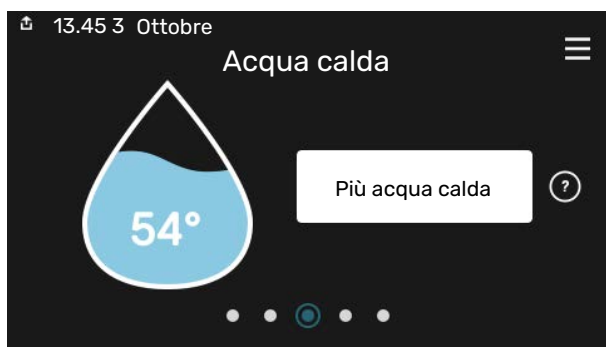 13.45 3 Ottobre
Acqua calda
54°
Più acqua calda
?